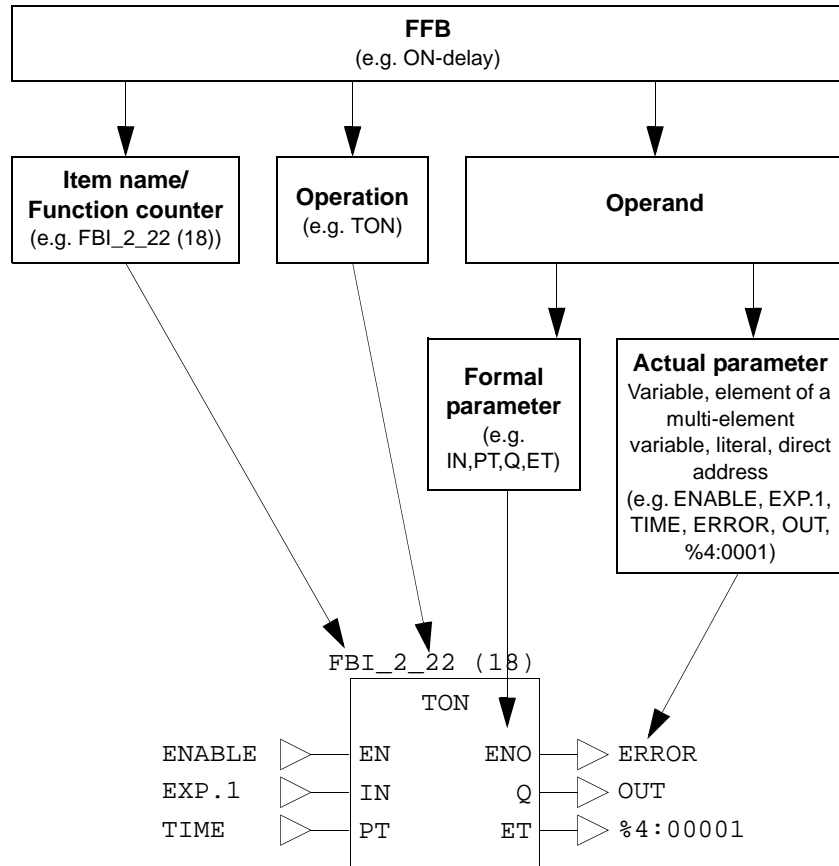 FFB
(e.g. ON-delay)
Item name/
Function counter
(e.g. FBI_2_22 (18))
Operation
(e.g. TON)
Operand
Formal
parameter
(e.g.
IN,PT,Q,ET)
Actual parameter
Variable, element of a
multi-element
variable, literal, direct
address
(e.g. ENABLE, EXP.1,
TIME, ERROR, OUT,
%4:0001)
FBI_2_22 (18)
TON
ENABLE EN ENO ERROR
EXP.1 IN Q OUT
TIME PT ET %4:00001